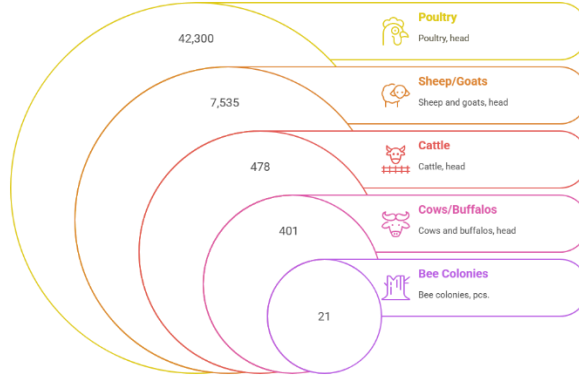 42,300
Poultry
Poultry, head
7,535
Sheep/Goats
Sheep and goats, head
478
Cattle
Cattle, head
401
Cows/Buffalos
Cows and buffalos, head
21
Bee Colonies
Bee colonies, pcs.